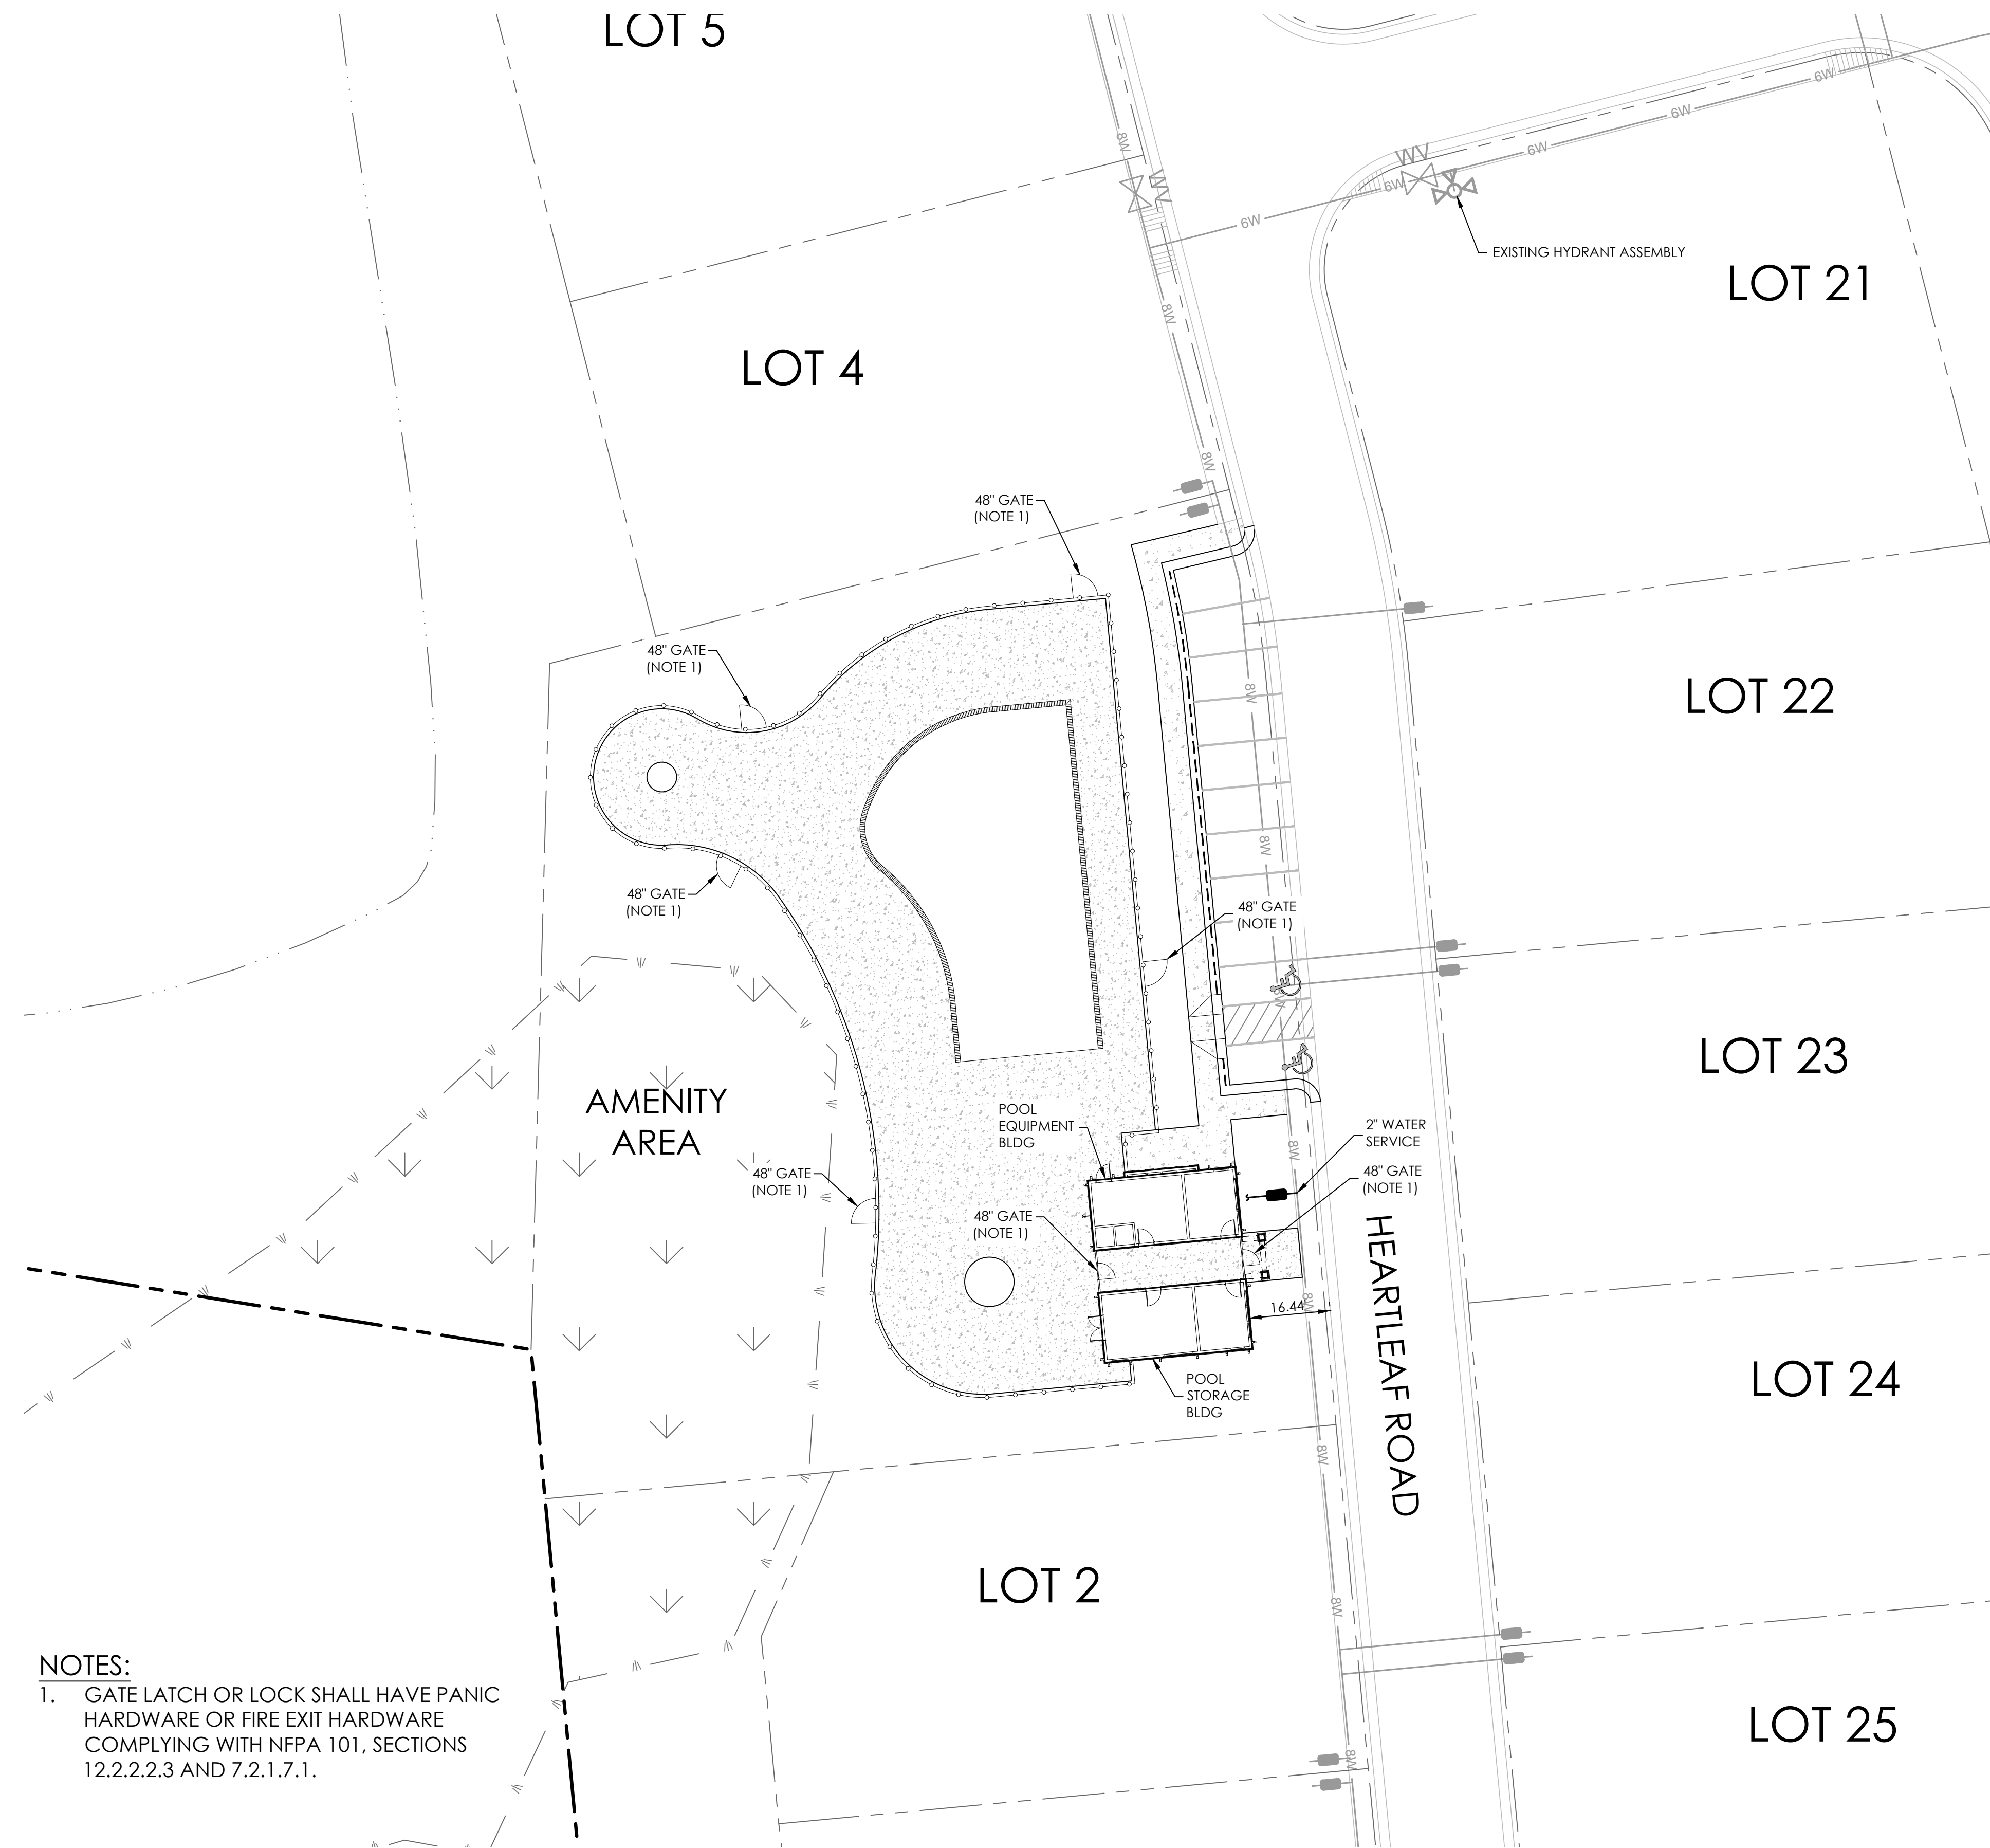 LOT 5
8W
WV
6W
6W
WV
6W
6W
6W
EXISTING HYDRANT ASSEMBLY
LOT 21
8W
LOT 4
8W
48" GATE
(NOTE 1)
48" GATE
(NOTE 1)
8W
LOT 22
8W
48" GATE
(NOTE 1)
48" GATE
(NOTE 1)
8W
LOT 23
AMENITY
AREA
POOL
EQUIPMENT
BLDG
2" WATER
SERVICE
8W
48" GATE
(NOTE 1)
48" GATE
(NOTE 1)
48" GATE
(NOTE 1)
HEARTLEAF ROAD
8W
16.44'
POOL
STORAGE
BLDG
LOT 24
8W
LOT 2
8W
NOTES:
1. GATE LATCH OR LOCK SHALL HAVE PANIC
HARDWARE OR FIRE EXIT HARDWARE
COMPLYING WITH NFPA 101, SECTIONS
12.2.2.2.3 AND 7.2.1.7.1.
LOT 25
8W